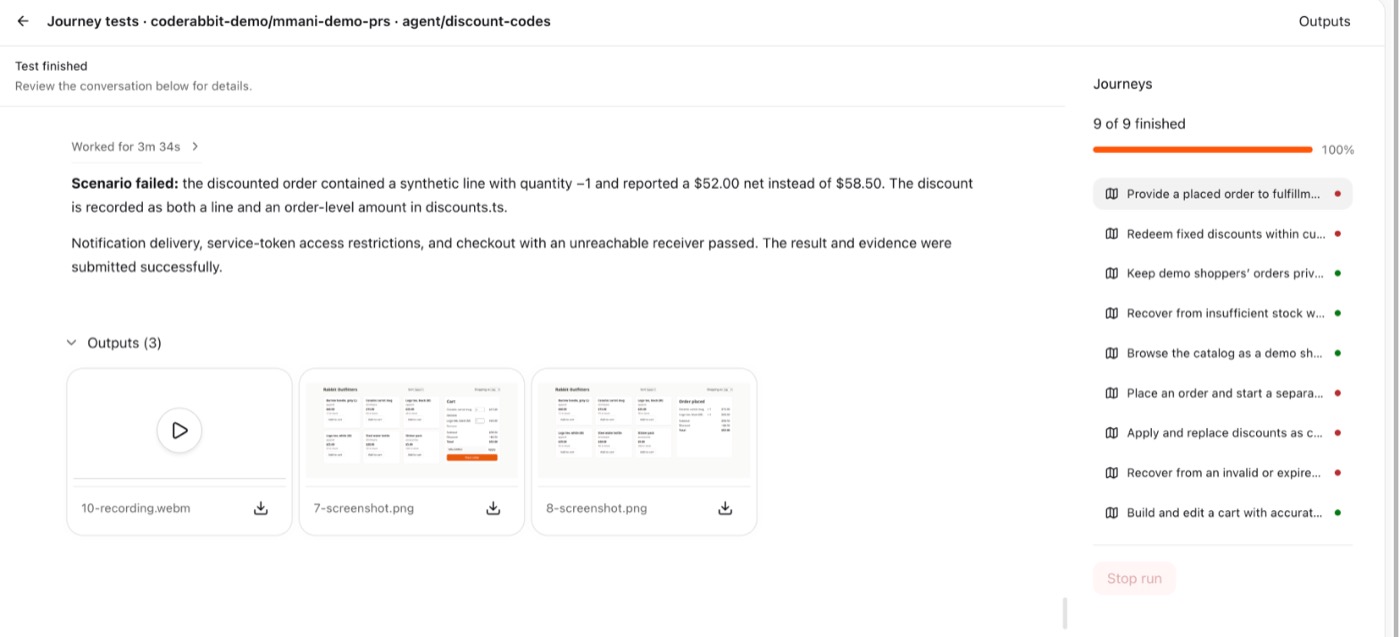 Journey tests · coderabbit-demo/mmani-demo-prs · agent/discount-codes
Outputs
Test finished
Review the conversation below for details.
Worked for 3m 34s
Scenario failed: the discounted order contained a synthetic line with quantity −1 and reported a $52.00 net instead of $58.50. The discount
is recorded as both a line and an order-level amount in discounts.ts.
Notification delivery, service-token access restrictions, and checkout with an unreachable receiver passed. The result and evidence were
submitted successfully.
Outputs (3)
Rabbit Outfitters
Cart
Rabbit Outfitters
Order placed
10-recording.webm
7-screenshot.png
8-screenshot.png
Journeys
9 of 9 finished
100%
Provide a placed order to fulfillm...
Redeem fixed discounts within cu...
Keep demo shoppers' orders priv...
Recover from insufficient stock w...
Browse the catalog as a demo sh...
Place an order and start a separa...
Apply and replace discounts as c...
Recover from an invalid or expire...
Build and edit a cart with accurat...
Stop run